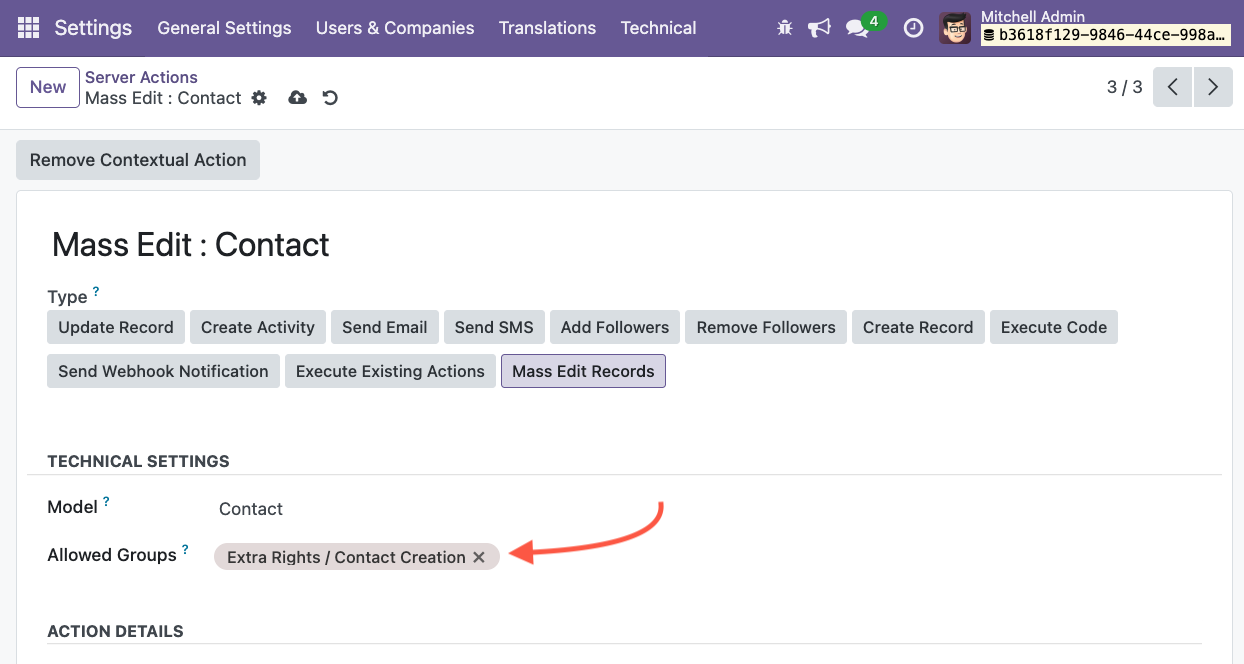 Settings General Settings Users & Companies Translations Technical 4 Mitchell Admin
b3618f129-9846-44ce-998a…
New Server Actions 3 / 3
Mass Edit : Contact
Remove Contextual Action
Mass Edit : Contact
Type ?
Update Record Create Activity Send Email Send SMS Add Followers Remove Followers Create Record Execute Code
Send Webhook Notification Execute Existing Actions Mass Edit Records
TECHNICAL SETTINGS
Model ? Contact
Allowed Groups ? Extra Rights / Contact Creation ✕
ACTION DETAILS